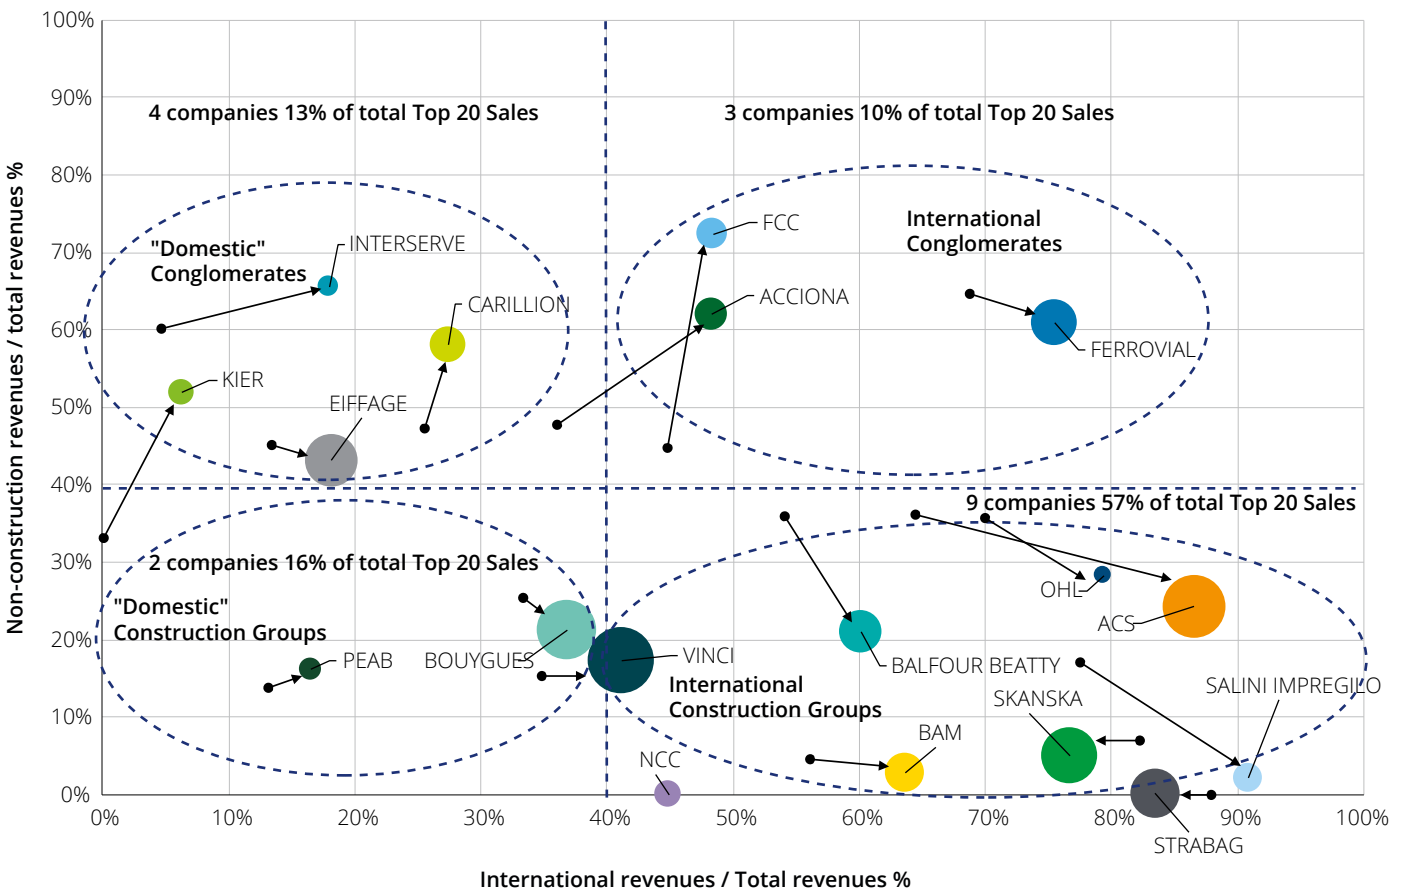 100%
90%
80%
70%
60%
50%
40%
30%
20%
10%
0%
Non-construction revenues / total revenues %
4 companies 13% of total Top 20 Sales
3 companies 10% of total Top 20 Sales
"Domestic"
Conglomerates
INTERSERVE
CARILLION
KIER
EIFFAGE
FCC
ACCIONA
International
Conglomerates
FERROVIAL
2 companies 16% of total Top 20 Sales
"Domestic"
Construction Groups
PEAB
BOUYGUES
9 companies 57% of total Top 20 Sales
OHL
ACS
VINCI
BALFOUR BEATTY
International
Construction Groups
SKANSKA
SALINI IMPREGILO
BAM
NCC
STRABAG
0%
10%
20%
30%
40%
50%
60%
70%
80%
90%
100%
International revenues / Total revenues %